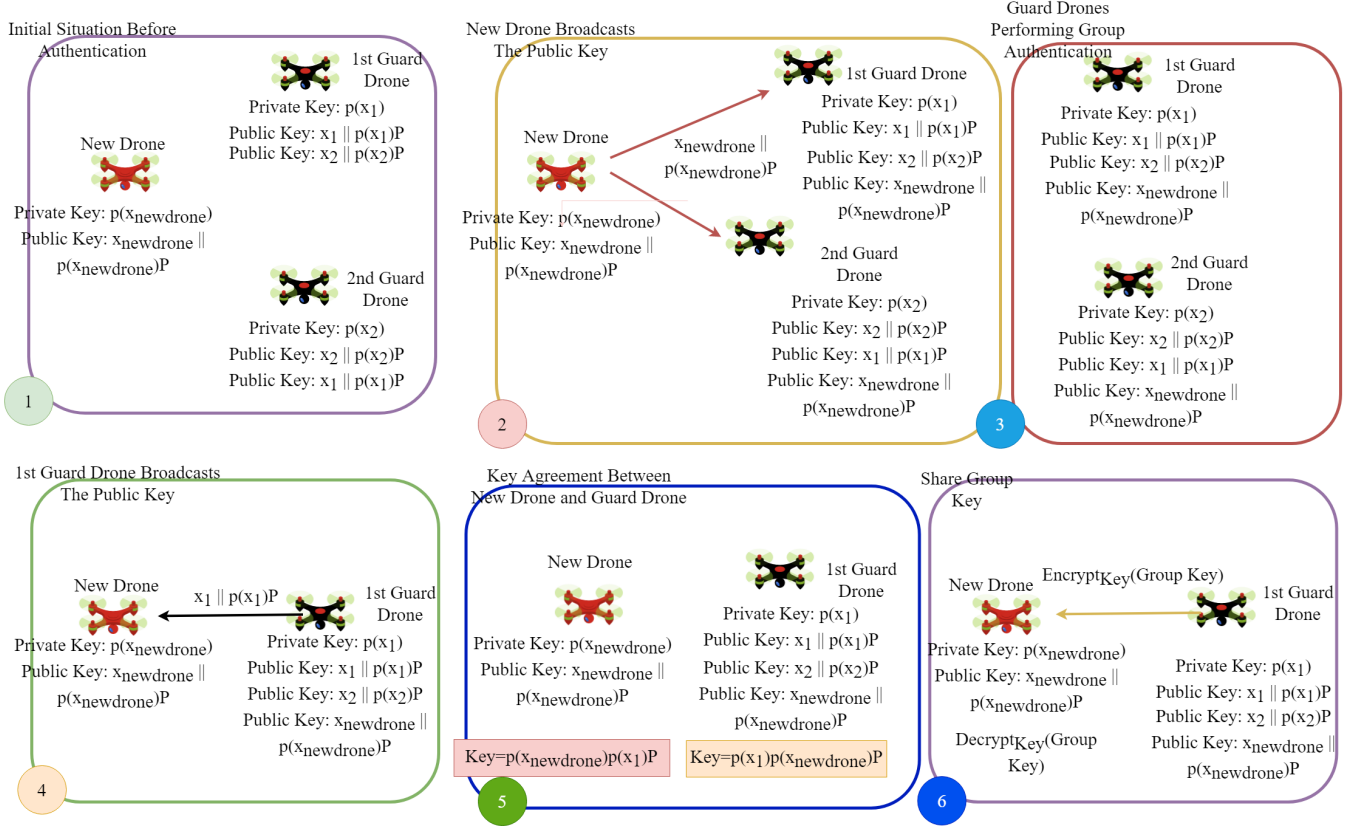 Initial Situation Before
Authentication
1st Guard
Drone
Private Key: p(x1)
Public Key: x1 || p(x1)P
Public Key: x2 || p(x2)P
New Drone
Private Key: p(xnewdrone)
Public Key: xnewdrone ||
p(xnewdrone)P
2nd Guard
Drone
Private Key: p(x2)
Public Key: x2 || p(x2)P
Public Key: x1 || p(x1)P
1
New Drone Broadcasts
The Public Key
1st Guard Drone
Private Key: p(x1)
Public Key: x1 || p(x1)P
Public Key: x2 || p(x2)P
Public Key: xnewdrone ||
p(xnewdrone)P
New Drone
xnewdrone ||
p(xnewdrone)P
Private Key: p(xnewdrone)
Public Key: xnewdrone ||
p(xnewdrone)P
2nd Guard
Drone
Private Key: p(x2)
Public Key: x2 || p(x2)P
Public Key: x1 || p(x1)P
Public Key: xnewdrone ||
p(xnewdrone)P
2
Guard Drones
Performing Group
Authentication
1st Guard
Drone
Private Key: p(x1)
Public Key: x1 || p(x1)P
Public Key: x2 || p(x2)P
Public Key: xnewdrone ||
p(xnewdrone)P
2nd Guard
Drone
Private Key: p(x2)
Public Key: x2 || p(x2)P
Public Key: x1 || p(x1)P
Public Key: xnewdrone ||
p(xnewdrone)P
3
1st Guard Drone Broadcasts
The Public Key
New Drone
x1 || p(x1)P
1st Guard
Drone
Private Key: p(xnewdrone)
Public Key: xnewdrone ||
p(xnewdrone)P
Private Key: p(x1)
Public Key: x1 || p(x1)P
Public Key: x2 || p(x2)P
Public Key: xnewdrone ||
p(xnewdrone)P
4
Key Agreement Between
New Drone and Guard Drone
New Drone
Private Key: p(xnewdrone)
Public Key: xnewdrone ||
p(xnewdrone)P
1st Guard
Drone
Private Key: p(x1)
Public Key: x1 || p(x1)P
Public Key: x2 || p(x2)P
Public Key: xnewdrone ||
p(xnewdrone)P
Key=p(xnewdrone)p(x1)P
Key=p(x1)p(xnewdrone)P
5
Share Group
Key
New Drone
EncryptKey(Group Key)
1st Guard
Drone
Private Key: p(xnewdrone)
Public Key: xnewdrone ||
p(xnewdrone)P
DecryptKey(Group
Key)
Private Key: p(x1)
Public Key: x1 || p(x1)P
Public Key: x2 || p(x2)P
Public Key: xnewdrone ||
p(xnewdrone)P
6